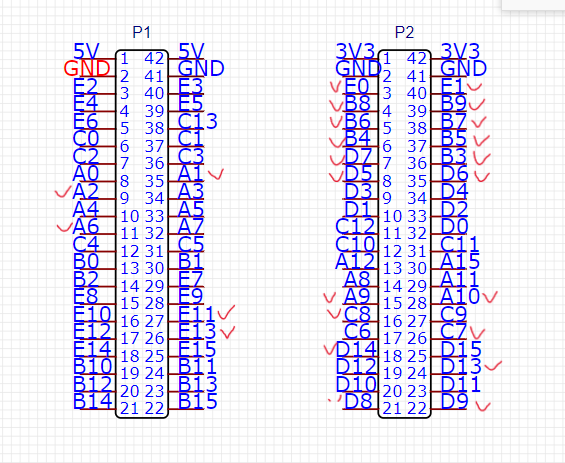 P1 P2
5V 1 42 5V 3V3 1 42 3V3
GND 2 41 GND GND 2 41 GND
E2 3 40 E3 E0 3 40 E1
E4 4 39 E5 B8 4 39 B9
E6 5 38 C13 B6 5 38 B7
C0 6 37 C1 B4 6 37 B5
C2 7 36 C3 D7 7 36 B3
A0 8 35 A1 D5 8 35 D6
A2 9 34 A3 D3 9 34 D4
A4 10 33 A5 D1 10 33 D2
A6 11 32 A7 C12 11 32 D0
C4 12 31 C5 C10 12 31 C11
B0 13 30 B1 A12 13 30 A15
B2 14 29 E7 A8 14 29 A11
E8 15 28 E9 A9 15 28 A10
E10 16 27 E11 C8 16 27 C9
E12 17 26 E13 C6 17 26 C7
E14 18 25 E15 D14 18 25 D15
B10 19 24 B11 D12 19 24 D13
B12 20 23 B13 D10 20 23 D11
B14 21 22 B15 D8 21 22 D9